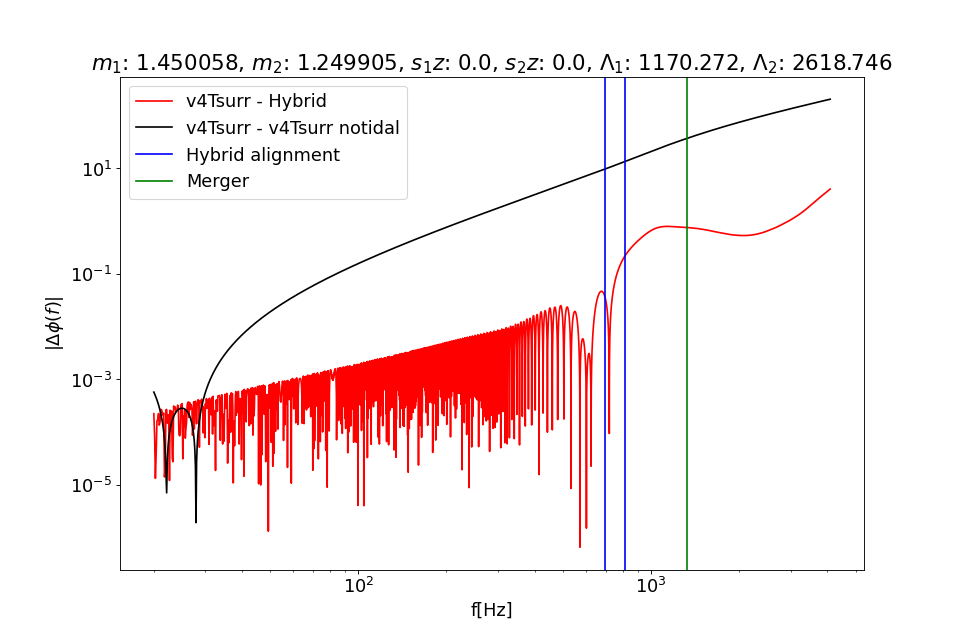 m₁: 1.450058, m₂: 1.249905, s₁z: 0.0, s₂z: 0.0, Λ₁: 1170.272, Λ₂: 2618.746
v4Tsurr - Hybrid
v4Tsurr - v4Tsurr notidal
Hybrid alignment
Merger
|Δϕ(f)|
10¹
10⁻¹
10⁻³
10⁻⁵
10²
10³
f[Hz]